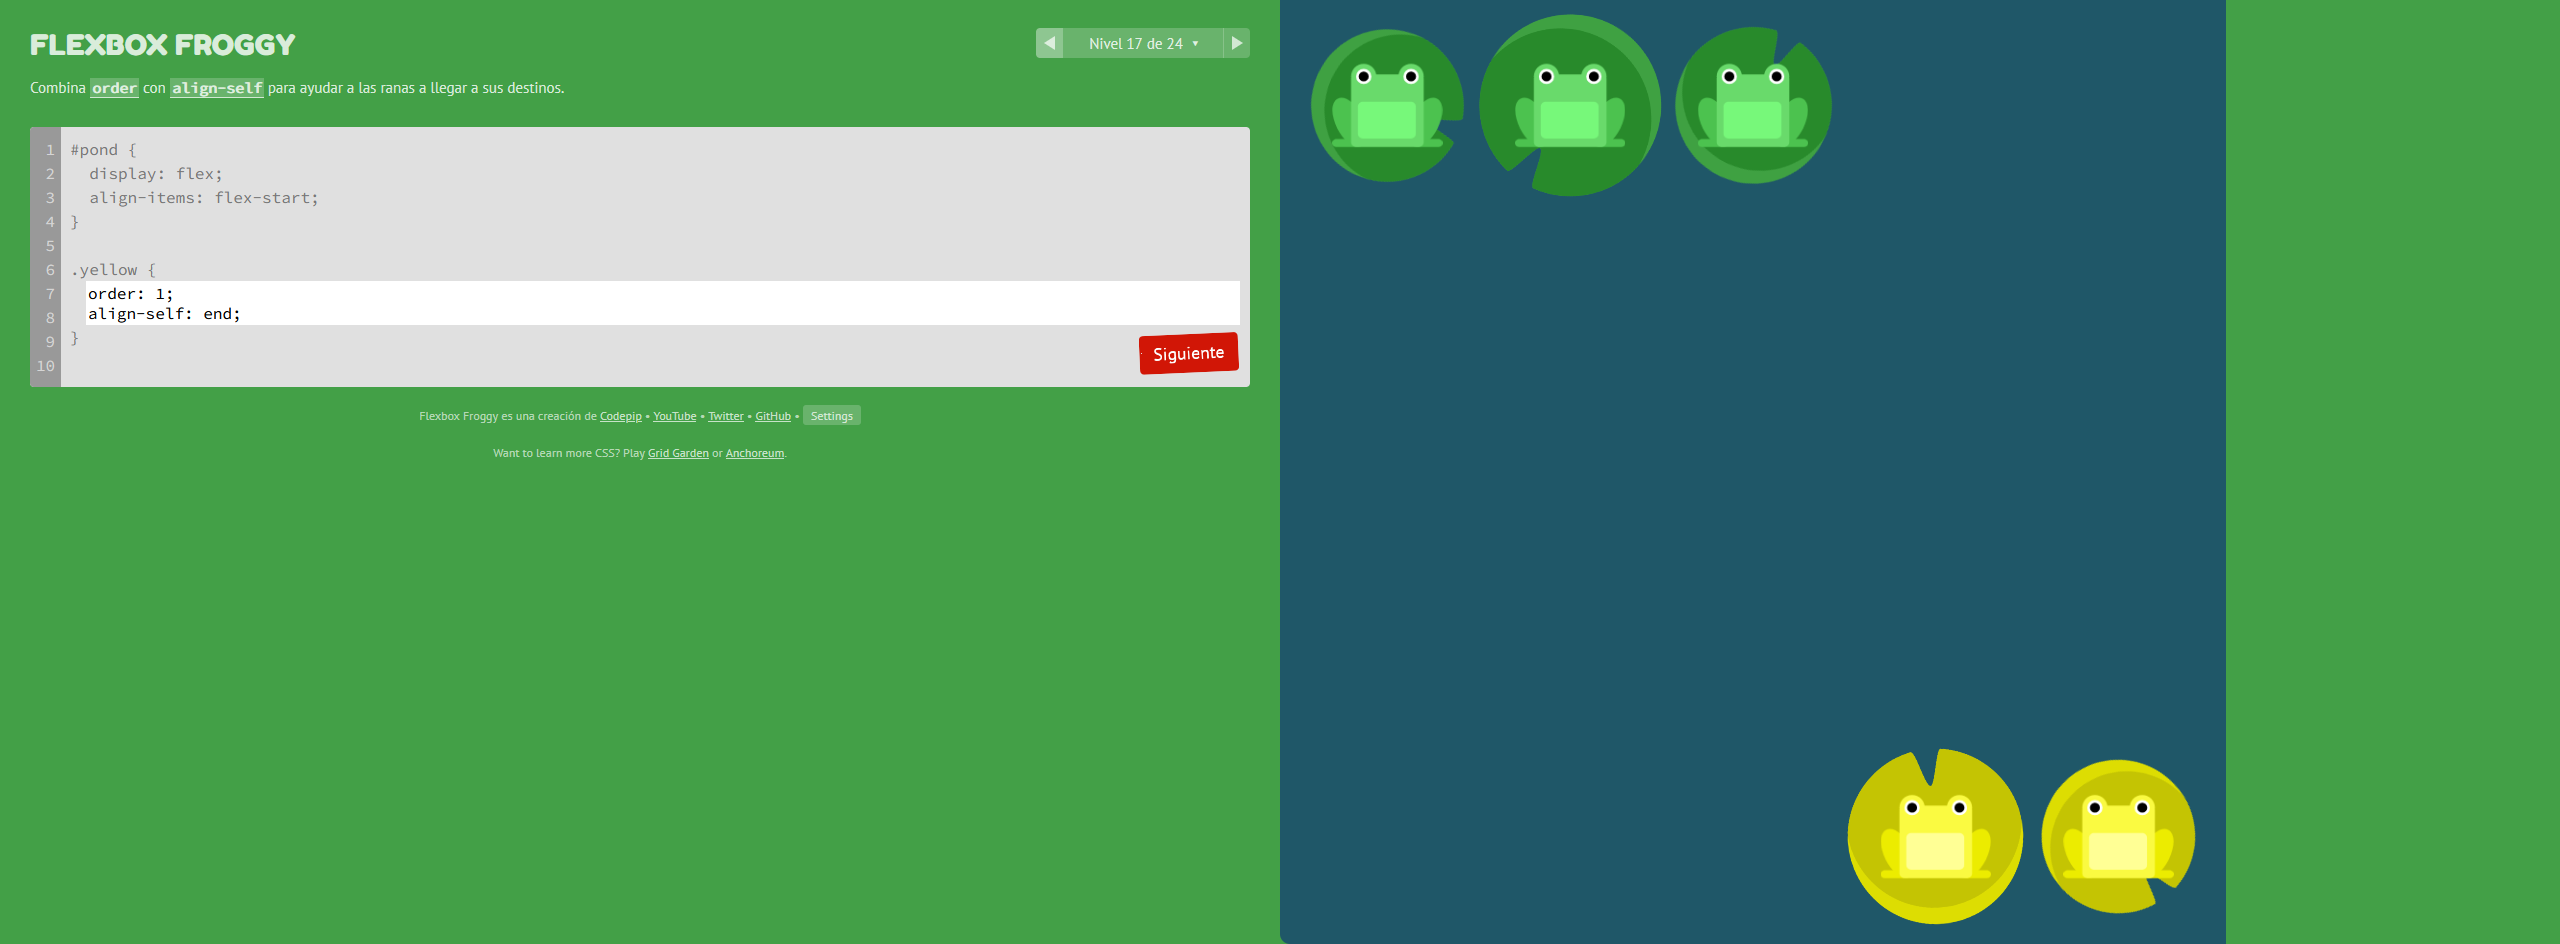 FLEXBOX FROGGY
◀ Nivel 17 de 24 ▼ ▶
Combina order con align-self para ayudar a las ranas a llegar a sus destinos.
1 #pond {
2 display: flex;
3 align-items: flex-start;
4 }
5
6 .yellow {
7 order: 1;
8 align-self: end;
9 }
10
Siguiente
Flexbox Froggy es una creación de Codepip • YouTube • Twitter • GitHub • Settings
Want to learn more CSS? Play Grid Garden or Anchoreum.